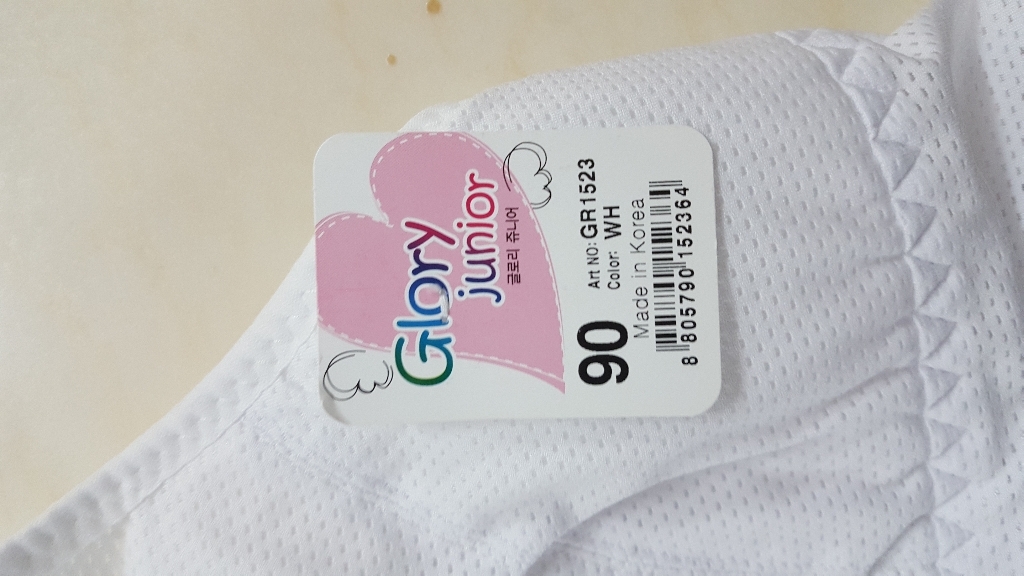 Glory
junior
글로리 쥬니어
90
Art NO: GR1523
Color: WH
Made in Korea
8 805790 152364